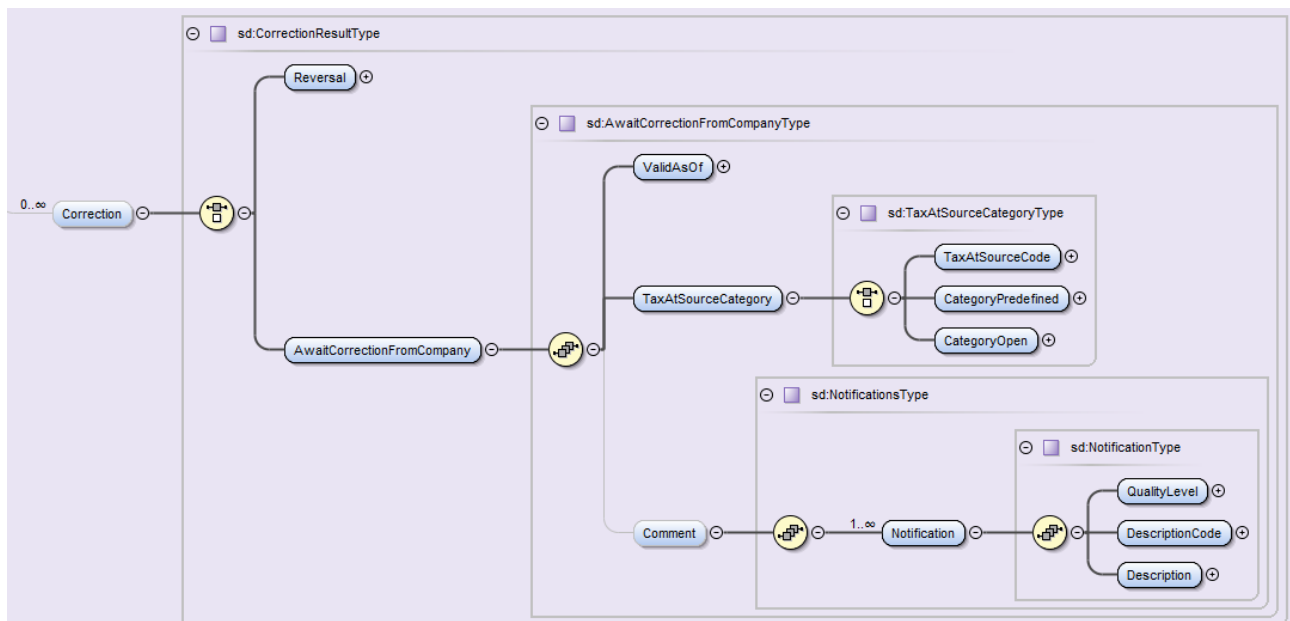 sd:CorrectionResultType
Reversal
sd:AwaitCorrectionFromCompanyType
ValidAsOf
0..∞
Correction
sd:TaxAtSourceCategoryType
TaxAtSourceCode
TaxAtSourceCategory
CategoryPredefined
CategoryOpen
AwaitCorrectionFromCompany
sd:NotificationsType
sd:NotificationType
QualityLevel
Comment
1..∞
Notification
DescriptionCode
Description